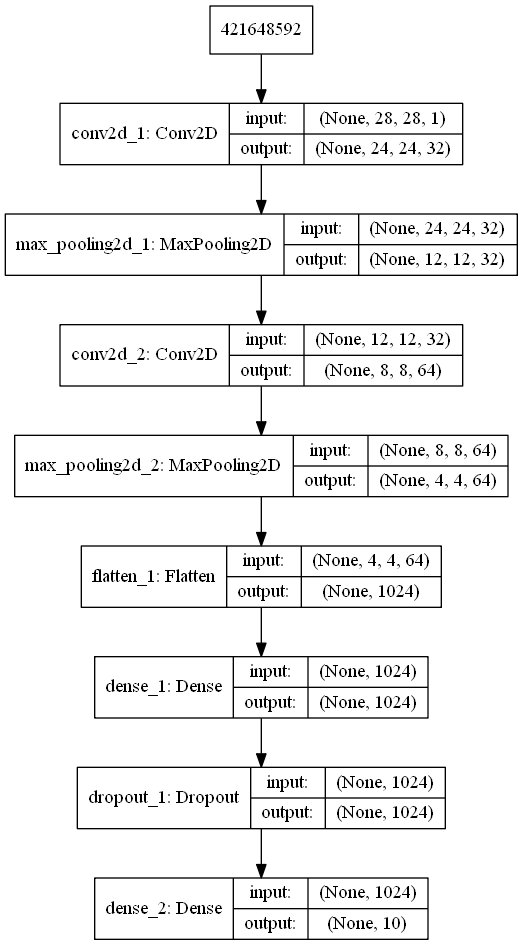 421648592
conv2d_1: Conv2D
input:
(None, 28, 28, 1)
output:
(None, 24, 24, 32)
max_pooling2d_1: MaxPooling2D
input:
(None, 24, 24, 32)
output:
(None, 12, 12, 32)
conv2d_2: Conv2D
input:
(None, 12, 12, 32)
output:
(None, 8, 8, 64)
max_pooling2d_2: MaxPooling2D
input:
(None, 8, 8, 64)
output:
(None, 4, 4, 64)
flatten_1: Flatten
input:
(None, 4, 4, 64)
output:
(None, 1024)
dense_1: Dense
input:
(None, 1024)
output:
(None, 1024)
dropout_1: Dropout
input:
(None, 1024)
output:
(None, 1024)
dense_2: Dense
input:
(None, 1024)
output:
(None, 10)